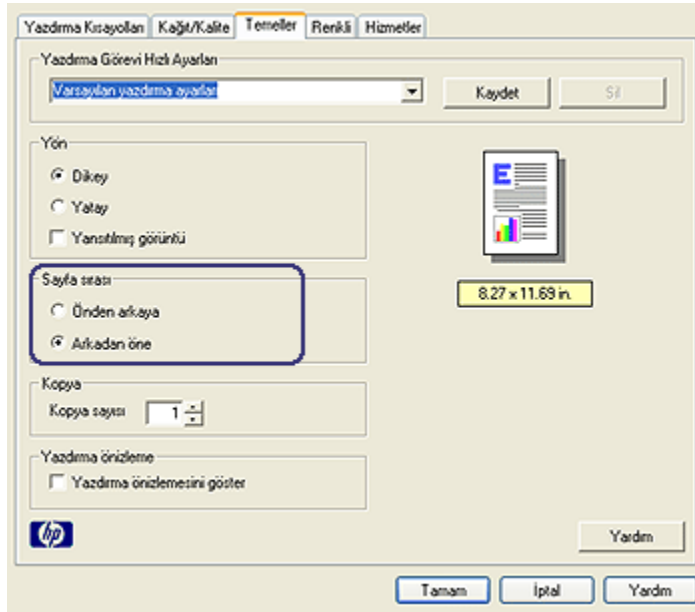 Yazdırma Kısayolları Kağıt/Kalite Temeller Renkli Hizmetler
Yazdırma Görevi Hızlı Ayarları
Varsayılan yazdırma ayarları Kaydet Sil
Yön
Dikey
Yatay
Yansıtılmış görüntü
E
8.27 x 11.69 in.
Sayfa sırası
Önden arkaya
Arkadan öne
Kopya
Kopya sayısı 1
Yazdırma önizleme
Yazdırma önizlemesini göster
hp Yardım
Tamam İptal Yardım